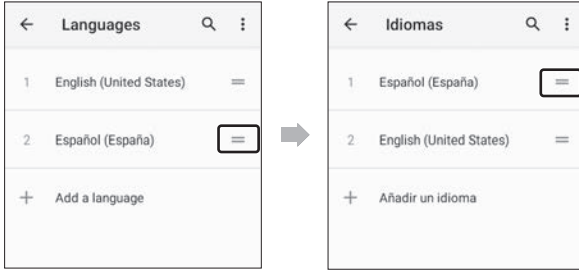 Languages
1 English (United States)
2 Español (España)
Add a language
Idiomas
1 Español (España)
2 English (United States)
Añadir un idioma